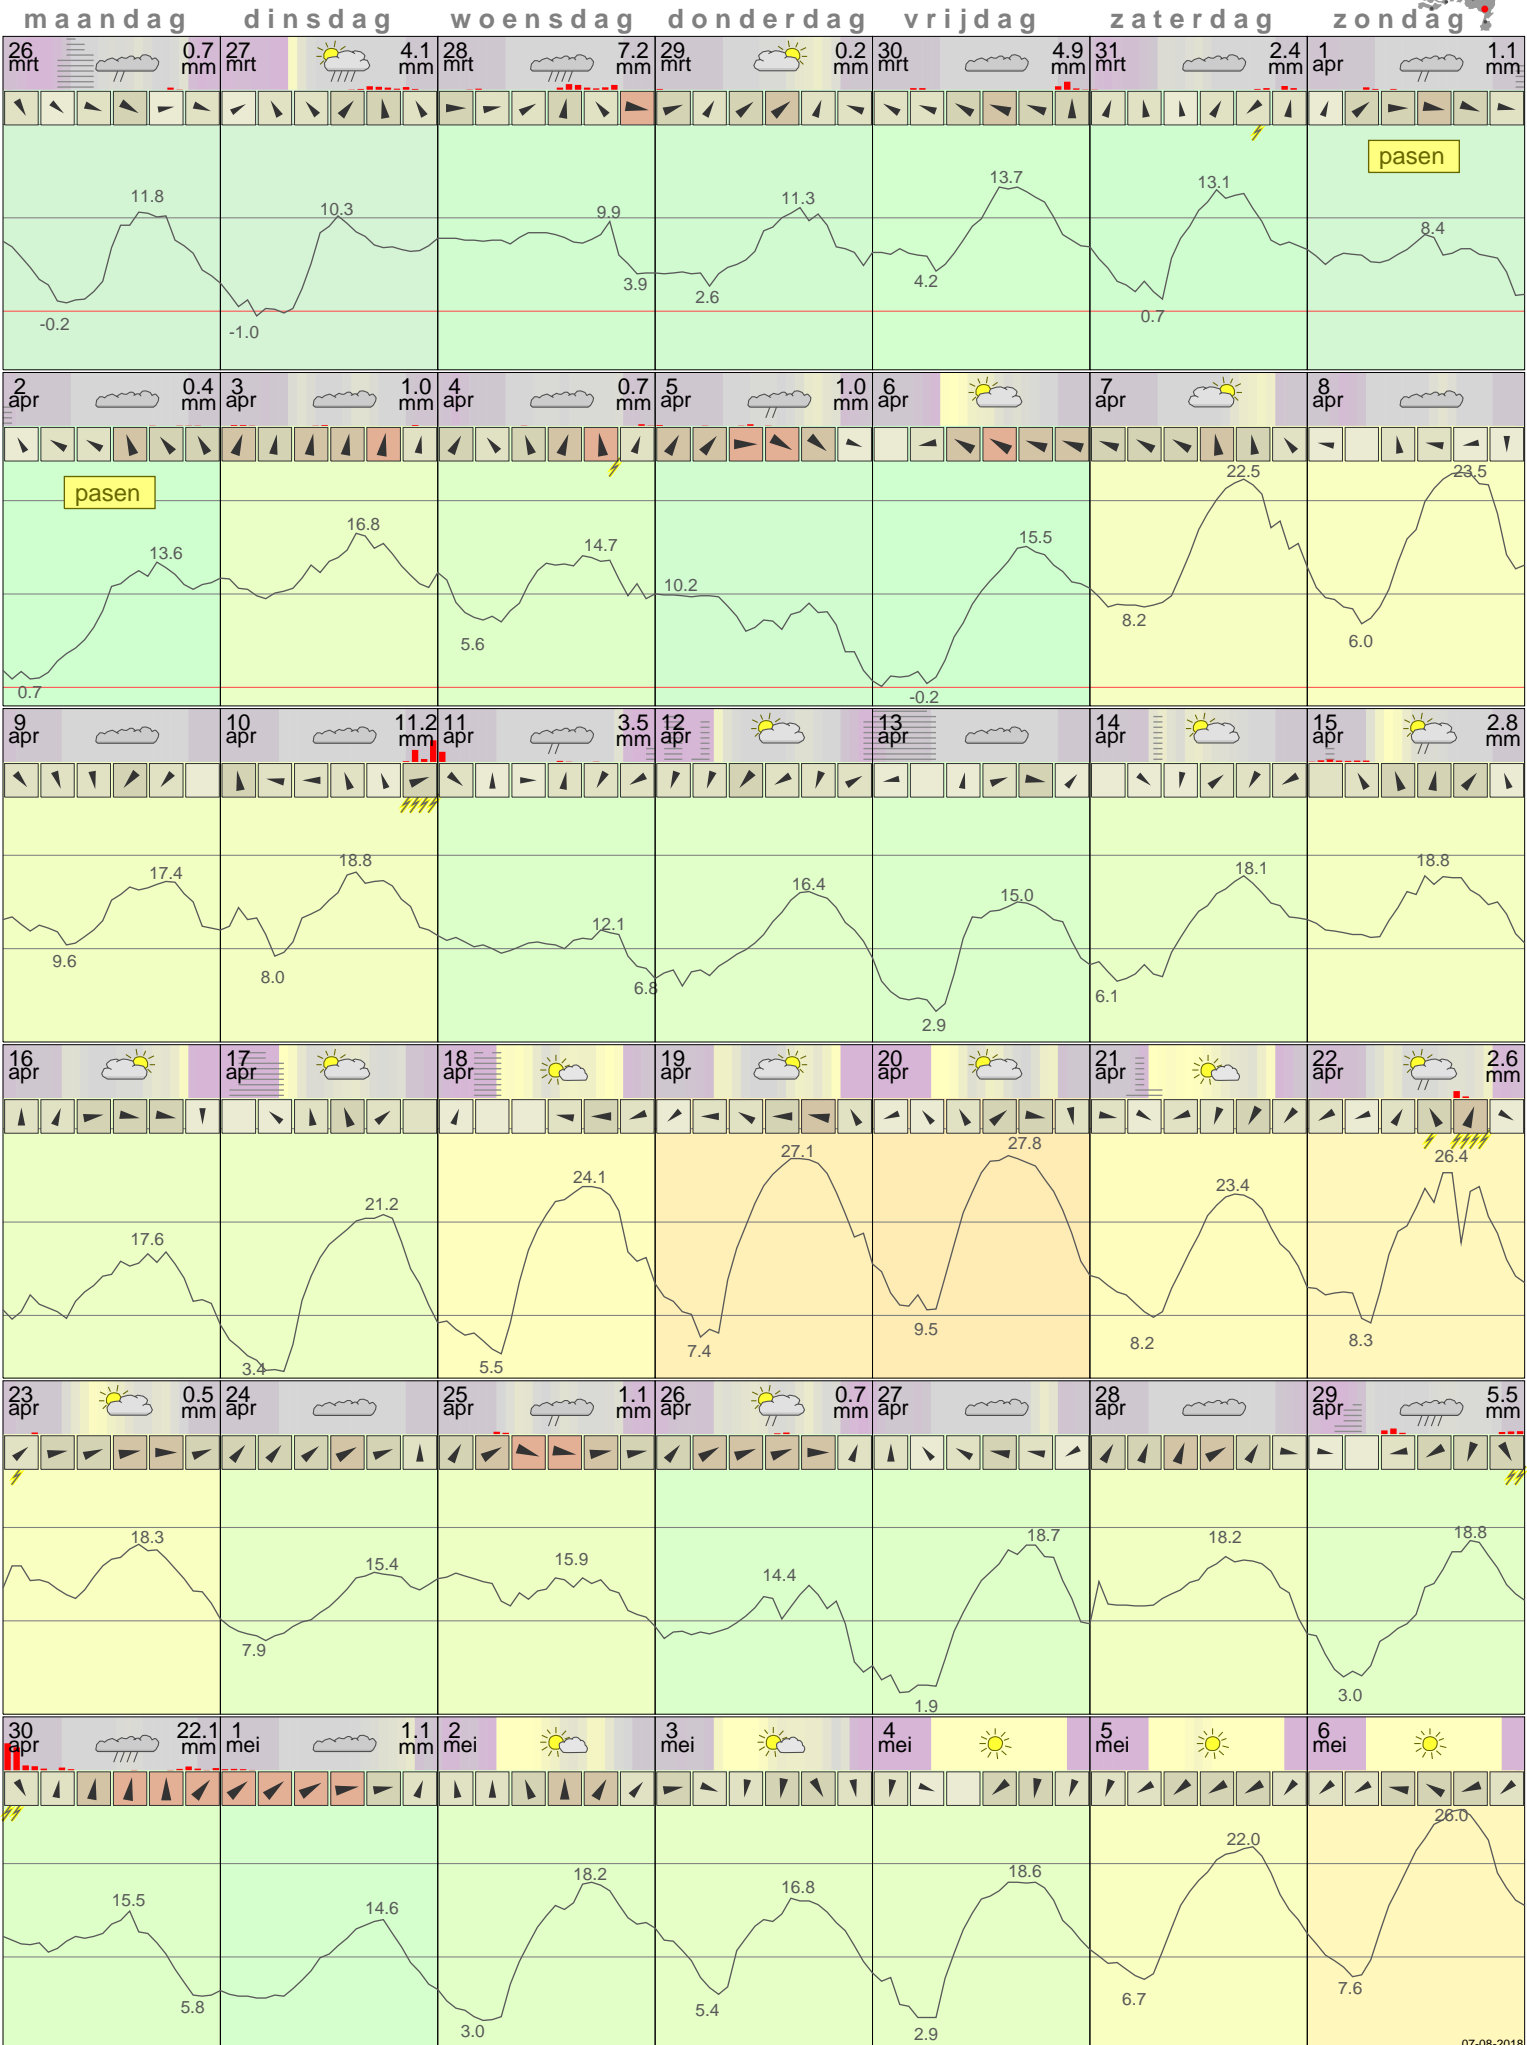 maandag dinsdag woensdag donderdag vrijdag zaterdag zondag
26 0.7 27 4.1 28 7.2 29 0.2 30 4.9 31 2.4 1 1.1
mrt mm mrt mm mrt mm mrt mm mrt mm mrt mm apr mm
pasen
11.8 10.3 9.9 11.3 13.7 13.1 8.4
-0.2 -1.0 3.9 2.6 4.2 0.7
2 0.4 3 1.0 4 0.7 5 1.0 6 7 8
apr mm apr mm apr mm apr mm apr apr apr
pasen
13.6 16.8 14.7 10.2 15.5 22.5 23.5
0.7 5.6 -0.2 8.2 6.0
9 10 11.2 11 3.5 12 13 14 15 2.8
apr apr mm apr mm apr apr apr apr mm
17.4 18.8 12.1 16.4 15.0 18.1 18.8
9.6 8.0 6.8 2.9 6.1
16 17 18 19 20 21 22 2.6
apr apr apr apr apr apr apr mm
17.6 21.2 24.1 27.1 27.8 23.4 26.4
3.4 5.5 7.4 9.5 8.2 8.3
23 0.5 24 25 1.1 26 0.7 27 28 29 5.5
apr mm apr apr mm apr mm apr apr apr mm
18.3 15.4 15.9 14.4 18.7 18.2 18.8
7.9 1.9 3.0
30 22.1 1 1.1 2 3 4 5 6
apr mm mei mm mei mei mei mei mei
15.5 14.6 18.2 16.8 18.6 22.0 26.0
5.8 3.0 5.4 2.9 6.7 7.6
07-08-2018